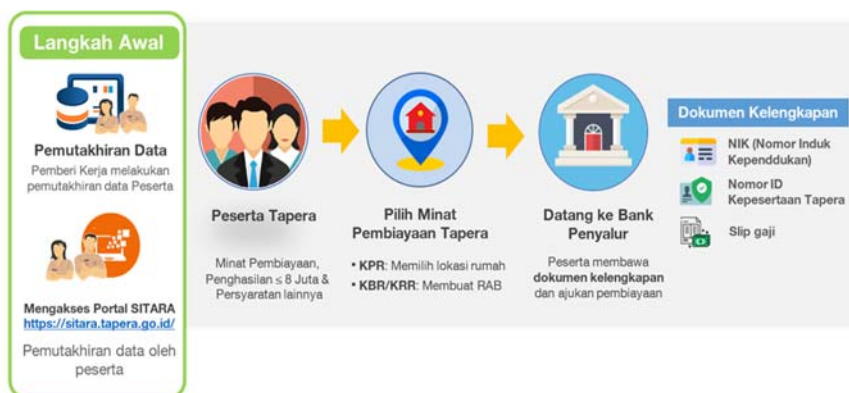 Langkah Awal
Pemutakhiran Data
Pemberi Kerja melakukan
pemutakhiran data Peserta
Mengakses Portal SITARA
https://sitara.tapera.go.id/
Pemutakhiran data oleh
peserta
Peserta Tapera
Minat Pembiayaan,
Penghasilan ≤ 8 Juta &
Persyaratan lainnya
Pilih Minat
Pembiayaan Tapera
• KPR: Memilih lokasi rumah
• KBR/KRR: Membuat RAB
Datang ke Bank
Penyalur
Peserta membawa
dokumen kelengkapan
dan ajukan pembiayaan
Dokumen Kelengkapan
NIK (Nomor Induk
Kependdukan)
Nomor ID
Kepesertaan Tapera
Slip gaji